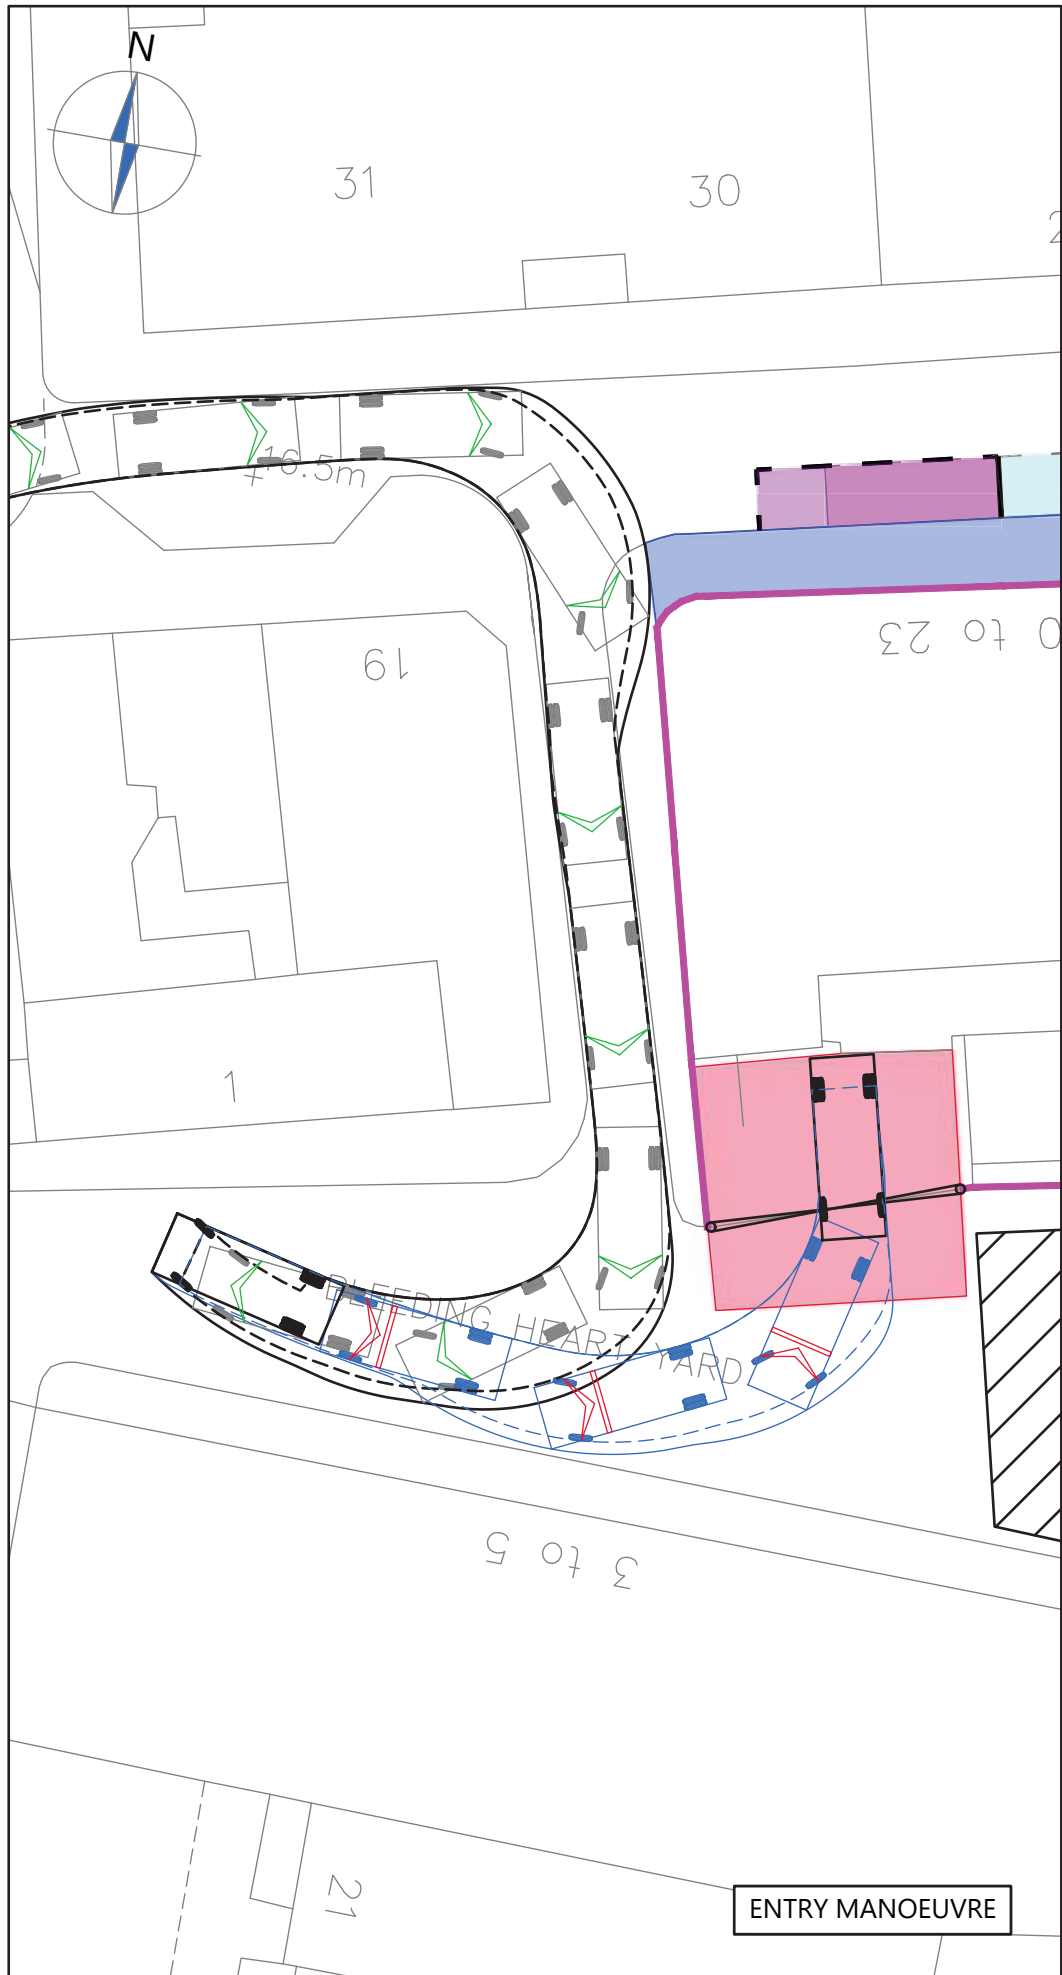 N
31
30
16.5m
0 to 23
19
1
BLEEDING HEART YARD
3 to 5
21
ENTRY MANOEUVRE